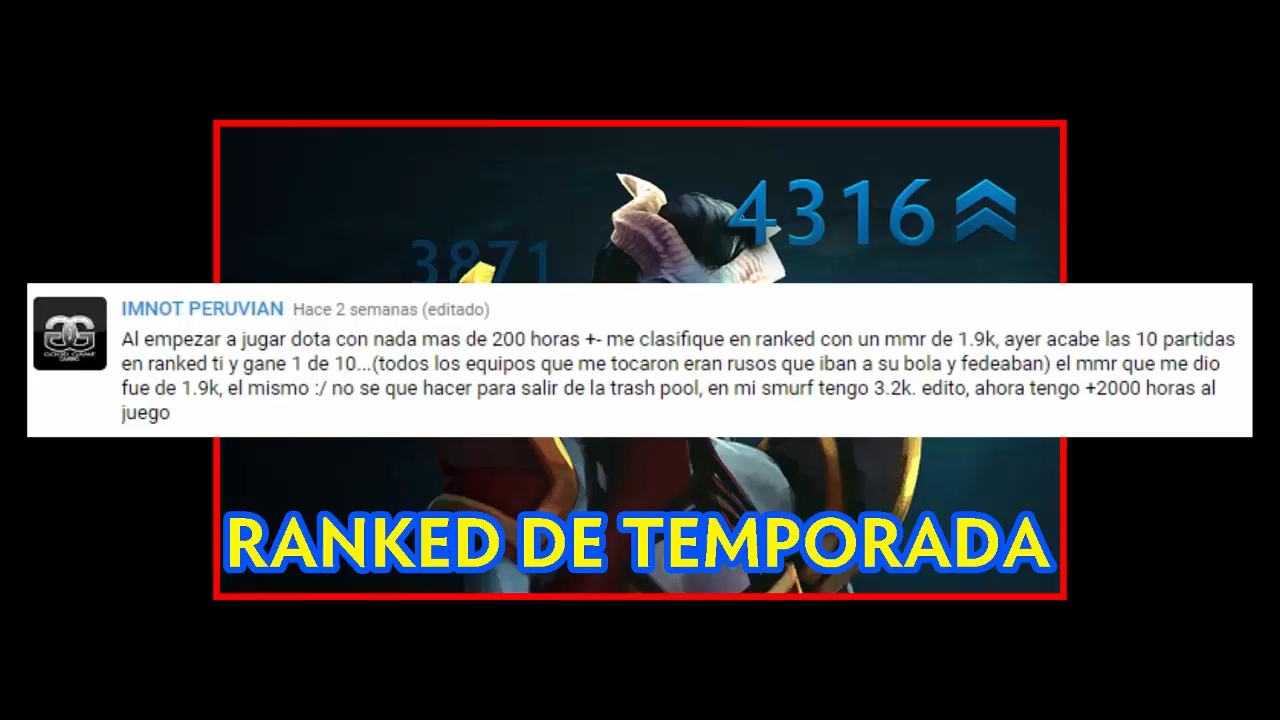 4316
3871
IMNOT PERUVIAN Hace 2 semanas (editado)
Al empezar a jugar dota con nada mas de 200 horas +- me clasifique en ranked con un mmr de 1.9k, ayer acabe las 10 partidas
en ranked ti y gane 1 de 10...(todos los equipos que me tocaron eran rusos que iban a su bola y fedeaban) el mmr que me dio
fue de 1.9k, el mismo :/ no se que hacer para salir de la trash pool, en mi smurf tengo 3.2k. edito, ahora tengo +2000 horas al
juego
GOOD GAME
RANKED DE TEMPORADA